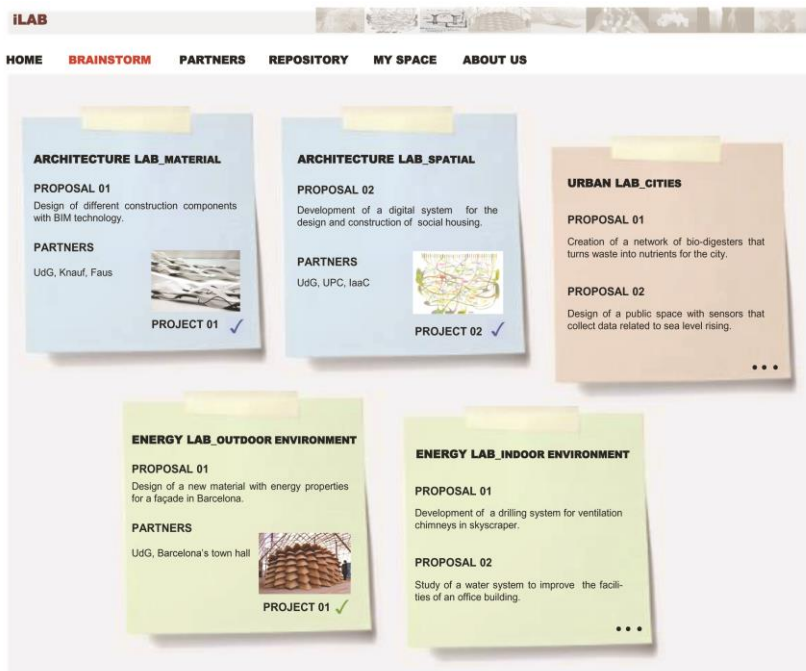 iLAB
HOME BRAINSTORM PARTNERS REPOSITORY MY SPACE ABOUT US
ARCHITECTURE LAB_MATERIAL
PROPOSAL 01
Design of different construction components
with BIM technology.
PARTNERS
UdG, Knauf, Faus
PROJECT 01
ARCHITECTURE LAB_SPATIAL
PROPOSAL 02
Development of a digital system for the
design and construction of social housing.
PARTNERS
UdG, UPC, IaaC
PROJECT 02
URBAN LAB_CITIES
PROPOSAL 01
Creation of a network of bio-digesters that
turns waste into nutrients for the city.
PROPOSAL 02
Design of a public space with sensors that
collect data related to sea level rising.
...
ENERGY LAB_OUTDOOR ENVIRONMENT
PROPOSAL 01
Design of a new material with energy properties
for a façade in Barcelona.
PARTNERS
UdG, Barcelona's town hall
PROJECT 01
ENERGY LAB_INDOOR ENVIRONMENT
PROPOSAL 01
Development of a drilling system for ventilation
chimneys in skyscraper.
PROPOSAL 02
Study of a water system to improve the facili-
ties of an office building.
...